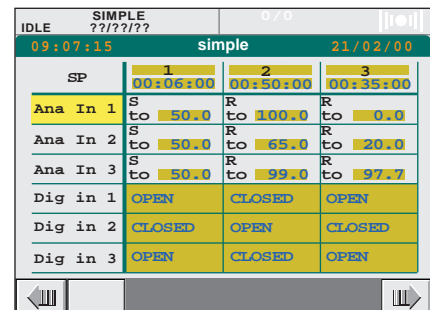 SIMPLE 0/0
IDLE ??/??/??
09:07:15 simple 21/02/00
SP 1 2 3
00:06:00 00:50:00 00:35:00
Ana In 1 S to 50.0 R to 100.0 R to 0.0
Ana In 2 S to 50.0 R to 65.0 R to 20.0
Ana In 3 S to 50.0 R to 99.0 R to 97.7
Dig in 1 OPEN CLOSED OPEN
Dig in 2 CLOSED OPEN CLOSED
Dig in 3 OPEN CLOSED OPEN